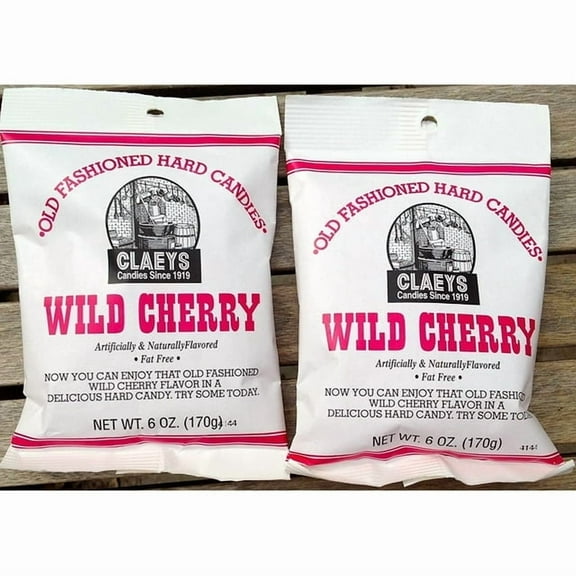 •OLD FASHIONED HARD CANDIES•
CLAEYS
Candies Since 1919
WILD CHERRY
Artificially & NaturallyFlavored
• Fat Free •
NOW YOU CAN ENJOY THAT OLD FASHIONED
WILD CHERRY FLAVOR IN A
DELICIOUS HARD CANDY. TRY SOME TODAY.
NET WT. 6 OZ. (170g)
•OLD FASHIONED HARD CANDIES•
CLAEYS
Candies Since 1919
WILD CHERRY
Artificially & NaturallyFlavored
• Fat Free •
NOW YOU CAN ENJOY THAT OLD FASHIO
WILD CHERRY FLAVOR IN A
DELICIOUS HARD CANDY. TRY SOME TODAY.
NET WT. 6 OZ. (170g)